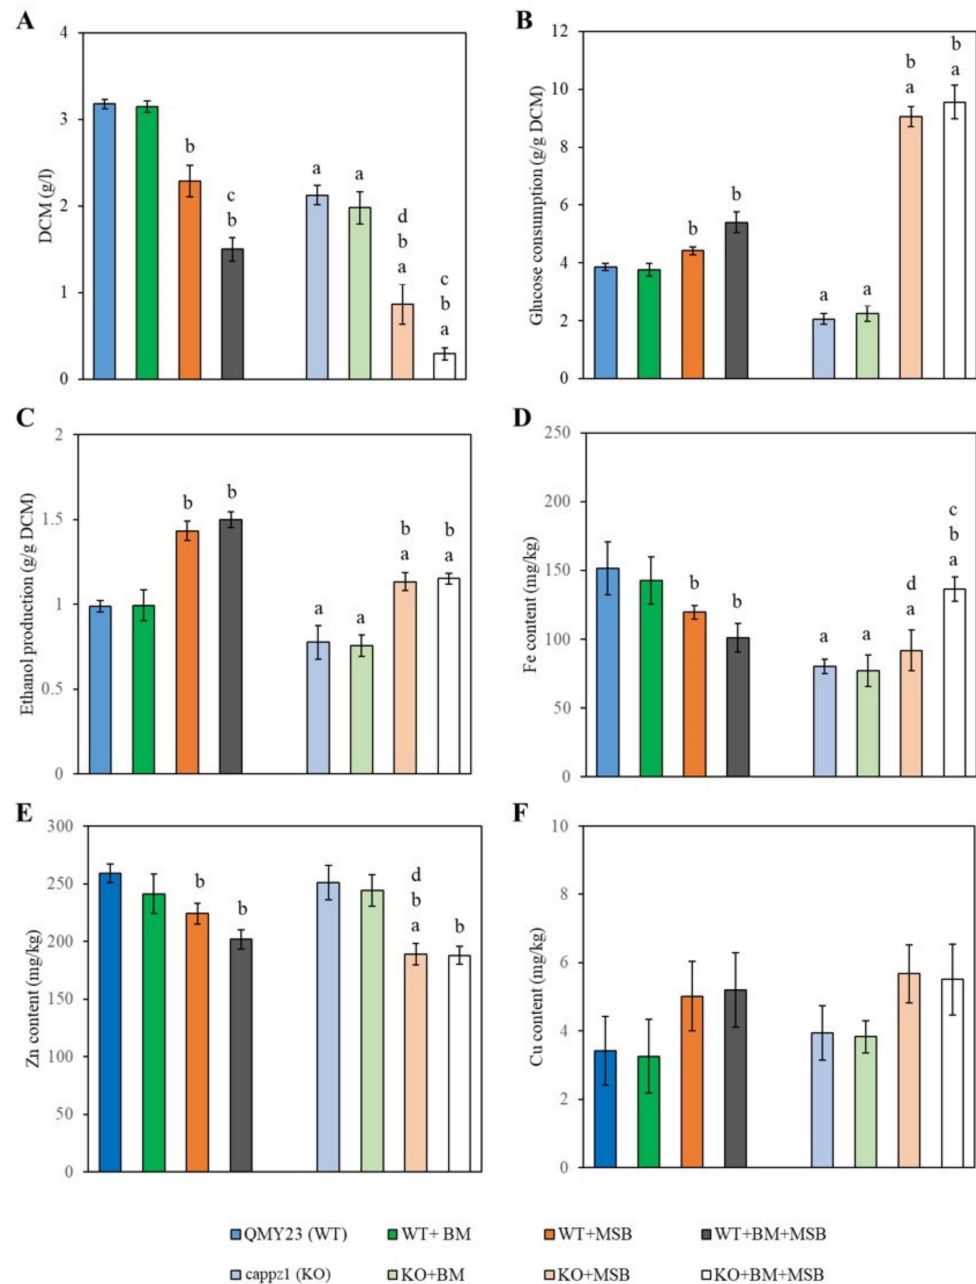 A
DCM (g/l)
4
3
2
1
0
b
c
b
a
a
d
b
a
c
b
a
B
Glucose consumption (g/g DCM)
12
10
8
6
4
2
0
b
b
a
a
b
a
b
a
C
Ethanol production (g/g DCM)
2
1.5
1
0.5
0
b
b
a
a
b
a
b
a
D
Fe content (mg/kg)
250
200
150
100
50
0
b
b
a
a
d
a
c
b
a
E
Zn content (mg/kg)
300
250
200
150
100
50
0
b
b
d
b
a
b
F
Cu content (mg/kg)
10
8
6
4
2
0
QMY23 (WT) WT+ BM WT+MSB WT+BM+MSB
cappz1 (KO) KO+BM KO+MSB KO+BM+MSB